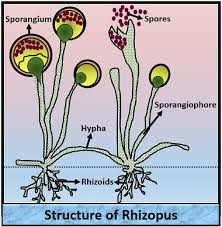 Sporangium
Spores
Sporangiophore
Hypha
Rhizoids
Structure of Rhizopus